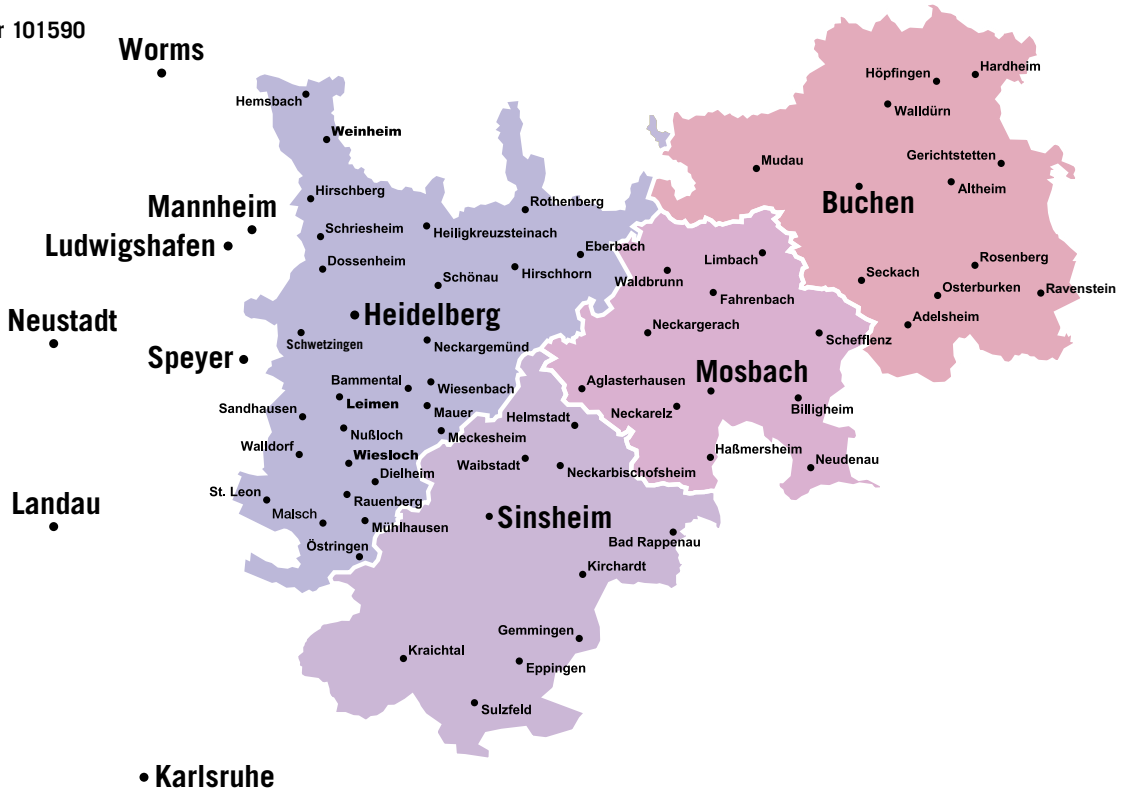 r 101590
Worms
Hardheim
Höpfingen
Hemsbach
Walldürn
Weinheim
Gerichtstetten
Mudau
Altheim
Hirschberg
Buchen
Mannheim
Rothenberg
Schriesheim
Heiligkreuzsteinach
Ludwigshafen
Eberbach
Limbach
Rosenberg
Dossenheim
Hirschhorn
Schönau
Waldbrunn
Seckach
Osterburken
Ravenstein
Fahrenbach
Heidelberg
Neustadt
Adelsheim
Neckargerach
Schefflenz
Schwetzingen
Neckargemünd
Speyer
Mosbach
Bammental
Wiesenbach
Aglasterhausen
Leimen
Billigheim
Sandhausen
Mauer
Helmstadt
Neckarelz
Nußloch
Meckesheim
Walldorf
Wiesloch
Waibstadt
Haßmersheim
Neudenau
Neckarbischofsheim
Dielheim
St. Leon
Rauenberg
Landau
Malsch
Mühlhausen
Sinsheim
Bad Rappenau
Östringen
Kirchardt
Gemmingen
Kraichtal
Eppingen
Sulzfeld
Karlsruhe